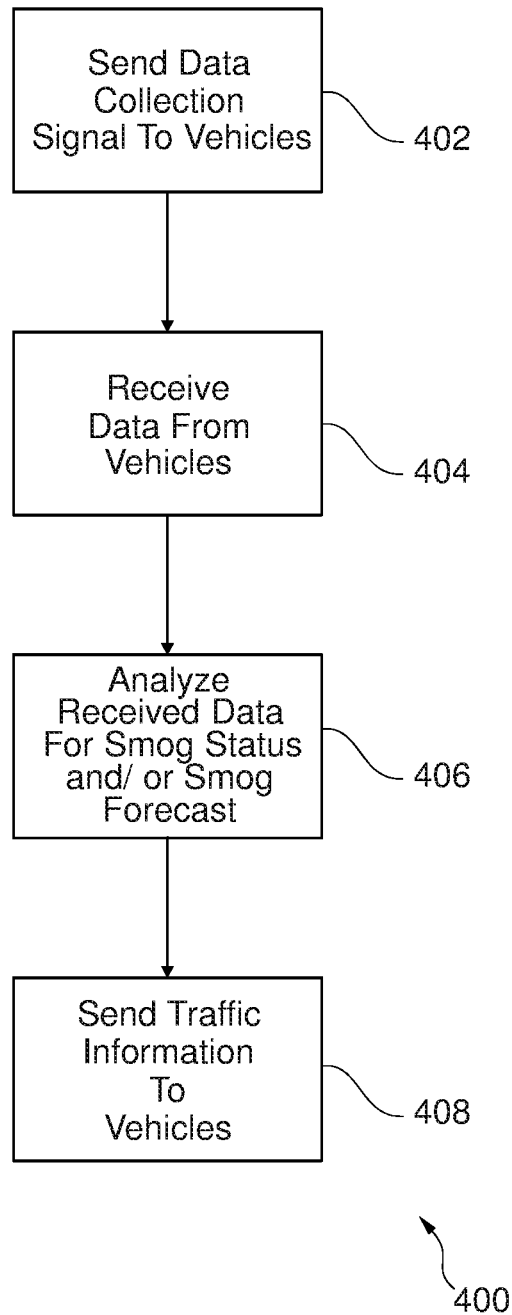 Send Data
Collection
Signal To Vehicles
402
Receive
Data From
Vehicles
404
Analyze
Received Data
For Smog Status
and/ or Smog
Forecast
406
Send Traffic
Information
To
Vehicles
408
400